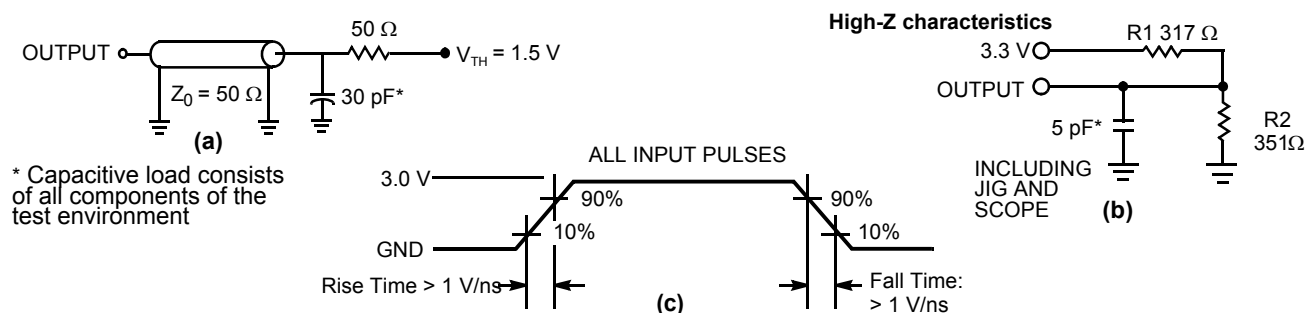 50 Ω
OUTPUT
V_TH = 1.5 V
Z_0 = 50 Ω
30 pF*
(a)
* Capacitive load consists
of all components of the
test environment
High-Z characteristics
R1 317 Ω
3.3 V
OUTPUT
5 pF*
R2
351Ω
INCLUDING
JIG AND
SCOPE
(b)
ALL INPUT PULSES
3.0 V
90%
90%
10%
10%
GND
Rise Time > 1 V/ns
Fall Time:
> 1 V/ns
(c)